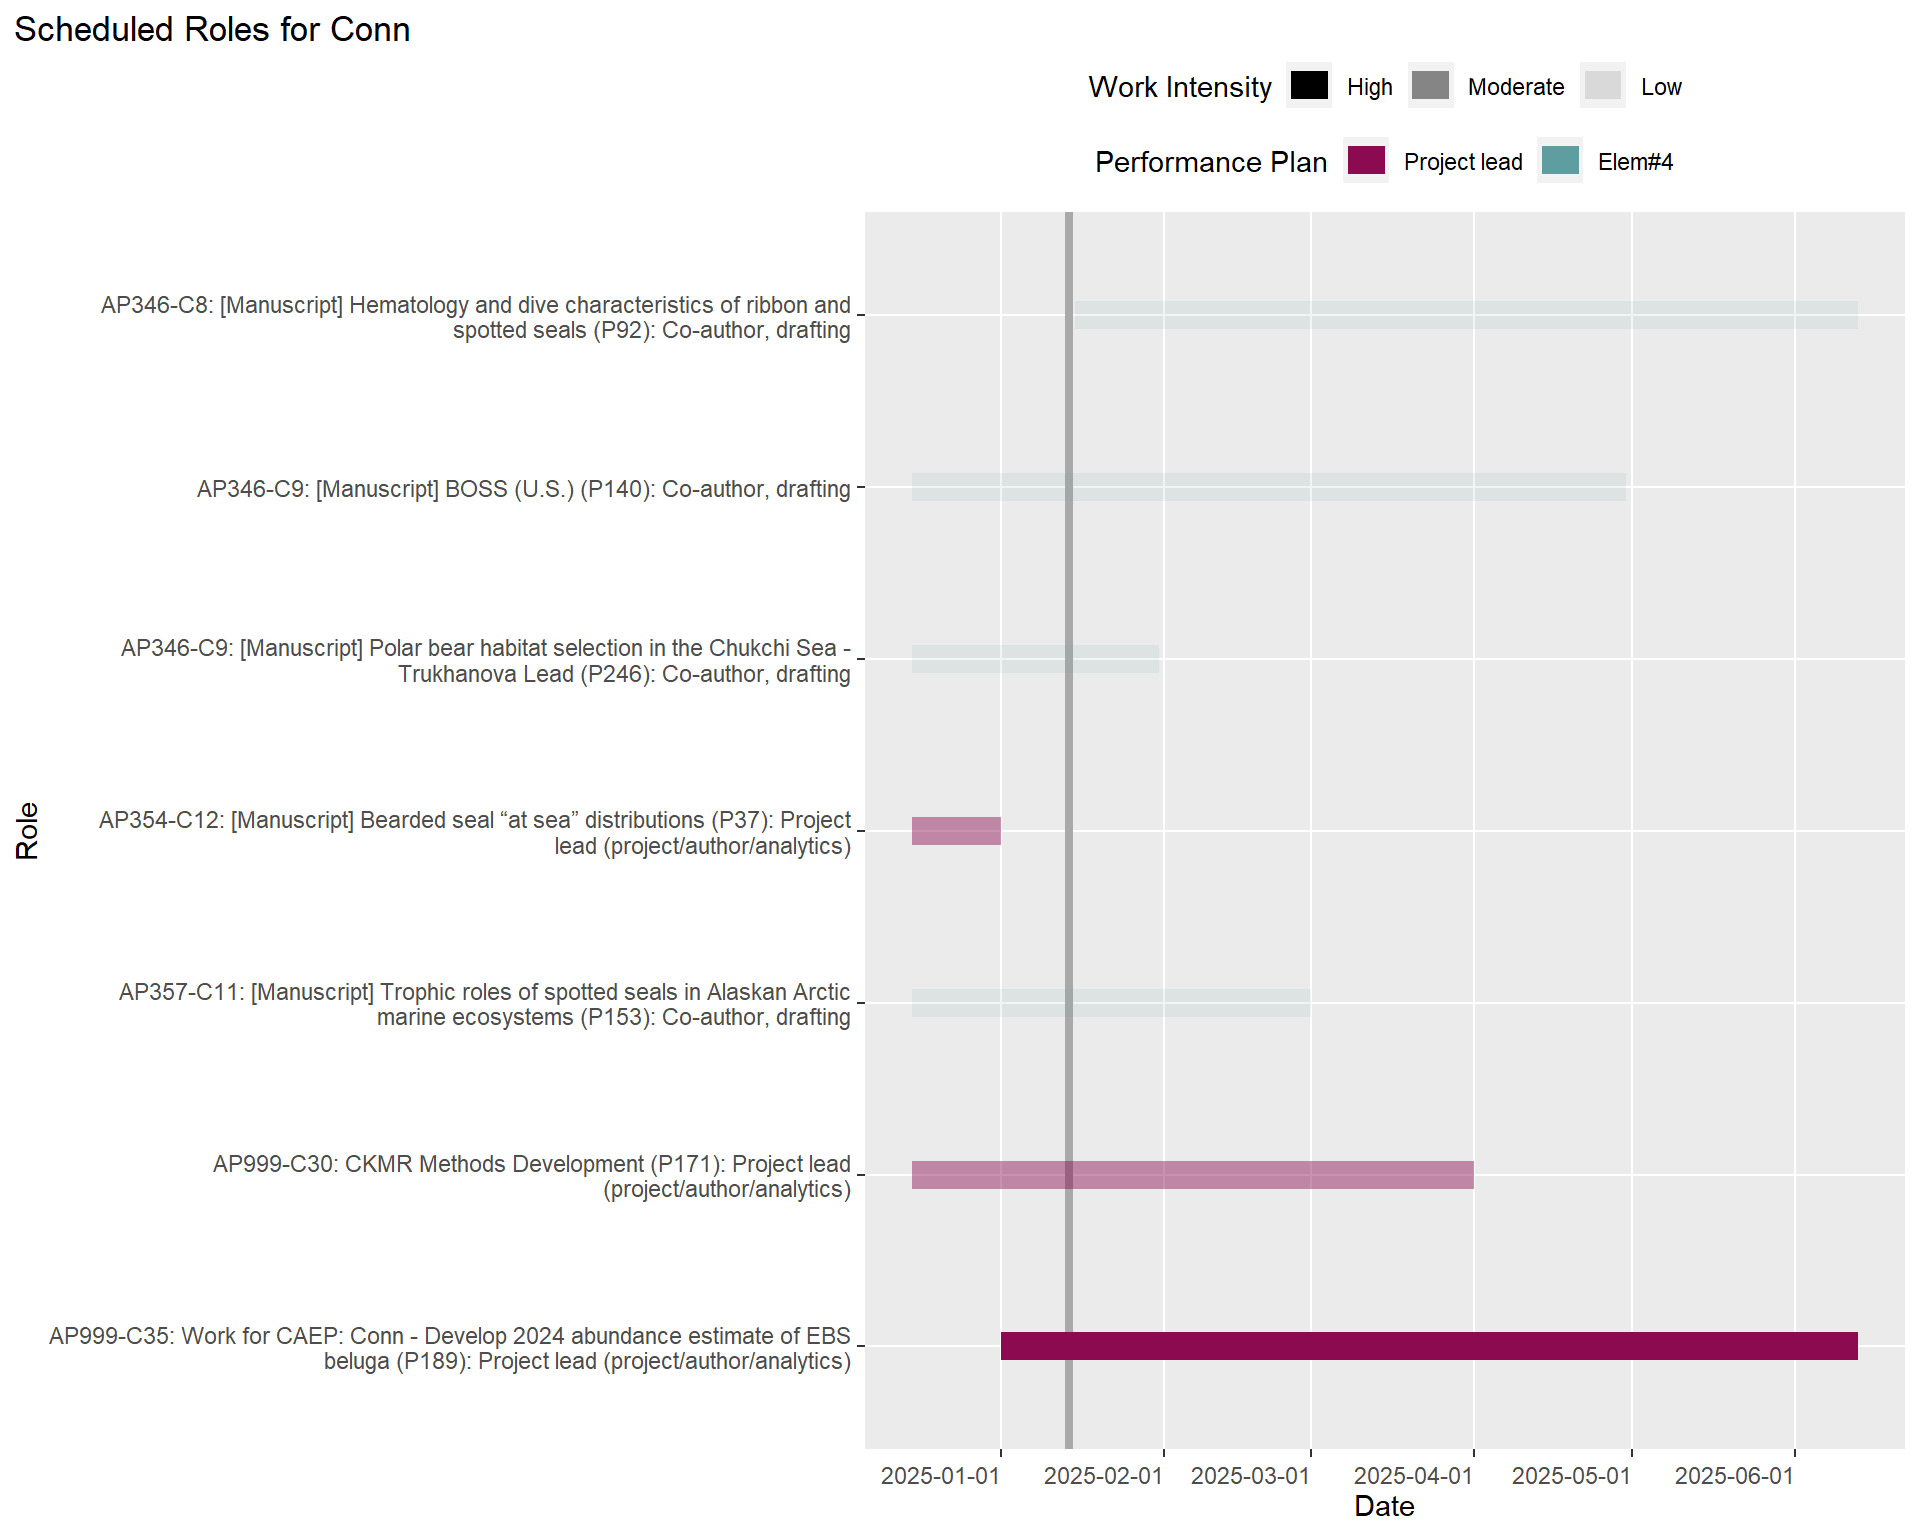 Scheduled Roles for Conn
Work Intensity High Moderate Low
Performance Plan Project lead Elem#4
AP346-C8: [Manuscript] Hematology and dive characteristics of ribbon and
spotted seals (P92): Co-author, drafting
AP346-C9: [Manuscript] BOSS (U.S.) (P140): Co-author, drafting
AP346-C9: [Manuscript] Polar bear habitat selection in the Chukchi Sea -
Trukhanova Lead (P246): Co-author, drafting
AP354-C12: [Manuscript] Bearded seal “at sea” distributions (P37): Project
lead (project/author/analytics)
AP357-C11: [Manuscript] Trophic roles of spotted seals in Alaskan Arctic
marine ecosystems (P153): Co-author, drafting
AP999-C30: CKMR Methods Development (P171): Project lead
(project/author/analytics)
AP999-C35: Work for CAEP: Conn - Develop 2024 abundance estimate of EBS
beluga (P189): Project lead (project/author/analytics)
Role
2025-01-01 2025-02-01 2025-03-01 2025-04-01 2025-05-01 2025-06-01
Date